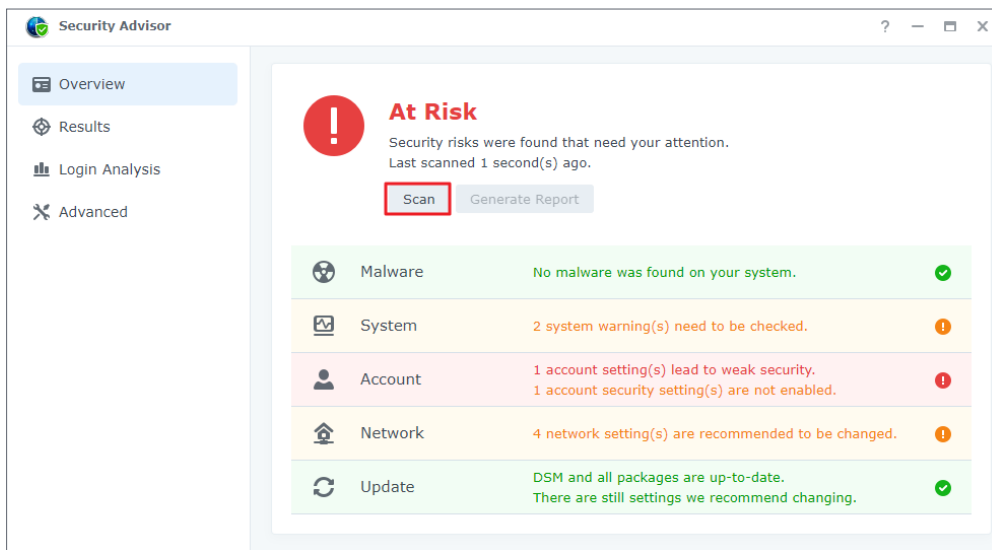 Security Advisor
?
Overview
Results
Login Analysis
Advanced
At Risk
Security risks were found that need your attention.
Last scanned 1 second(s) ago.
Scan
Generate Report
Malware
No malware was found on your system.
System
2 system warning(s) need to be checked.
Account
1 account setting(s) lead to weak security.
1 account security setting(s) are not enabled.
Network
4 network setting(s) are recommended to be changed.
Update
DSM and all packages are up-to-date.
There are still settings we recommend changing.